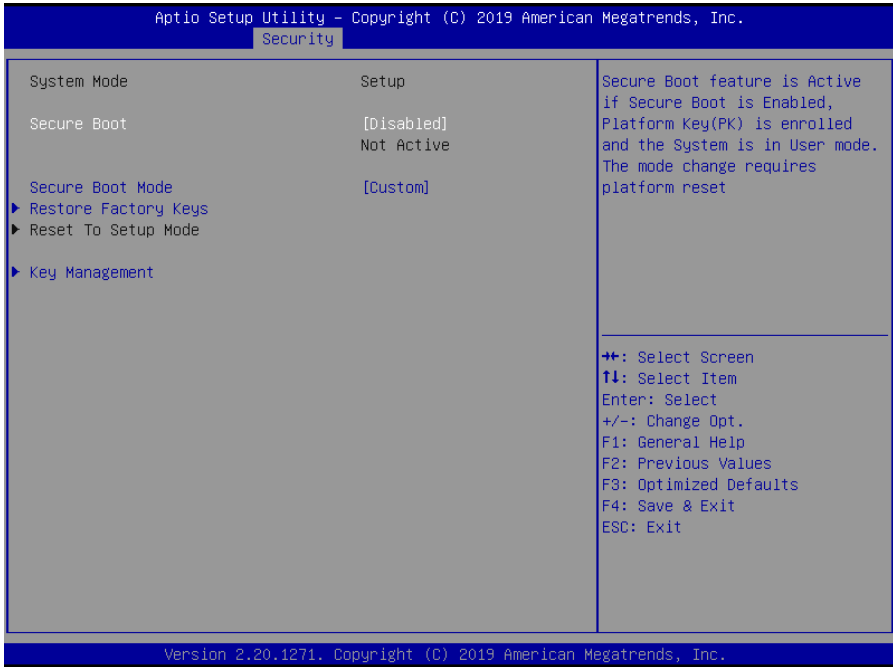 Aptio Setup Utility – Copyright (C) 2019 American Megatrends, Inc.
Security
System Mode Setup
Secure Boot [Disabled]
Not Active
Secure Boot Mode [Custom]
Restore Factory Keys
Reset To Setup Mode
Key Management
Secure Boot feature is Active
if Secure Boot is Enabled,
Platform Key(PK) is enrolled
and the System is in User mode.
The mode change requires
platform reset
→←: Select Screen
↑↓: Select Item
Enter: Select
+/-: Change Opt.
F1: General Help
F2: Previous Values
F3: Optimized Defaults
F4: Save & Exit
ESC: Exit
Version 2.20.1271. Copyright (C) 2019 American Megatrends, Inc.